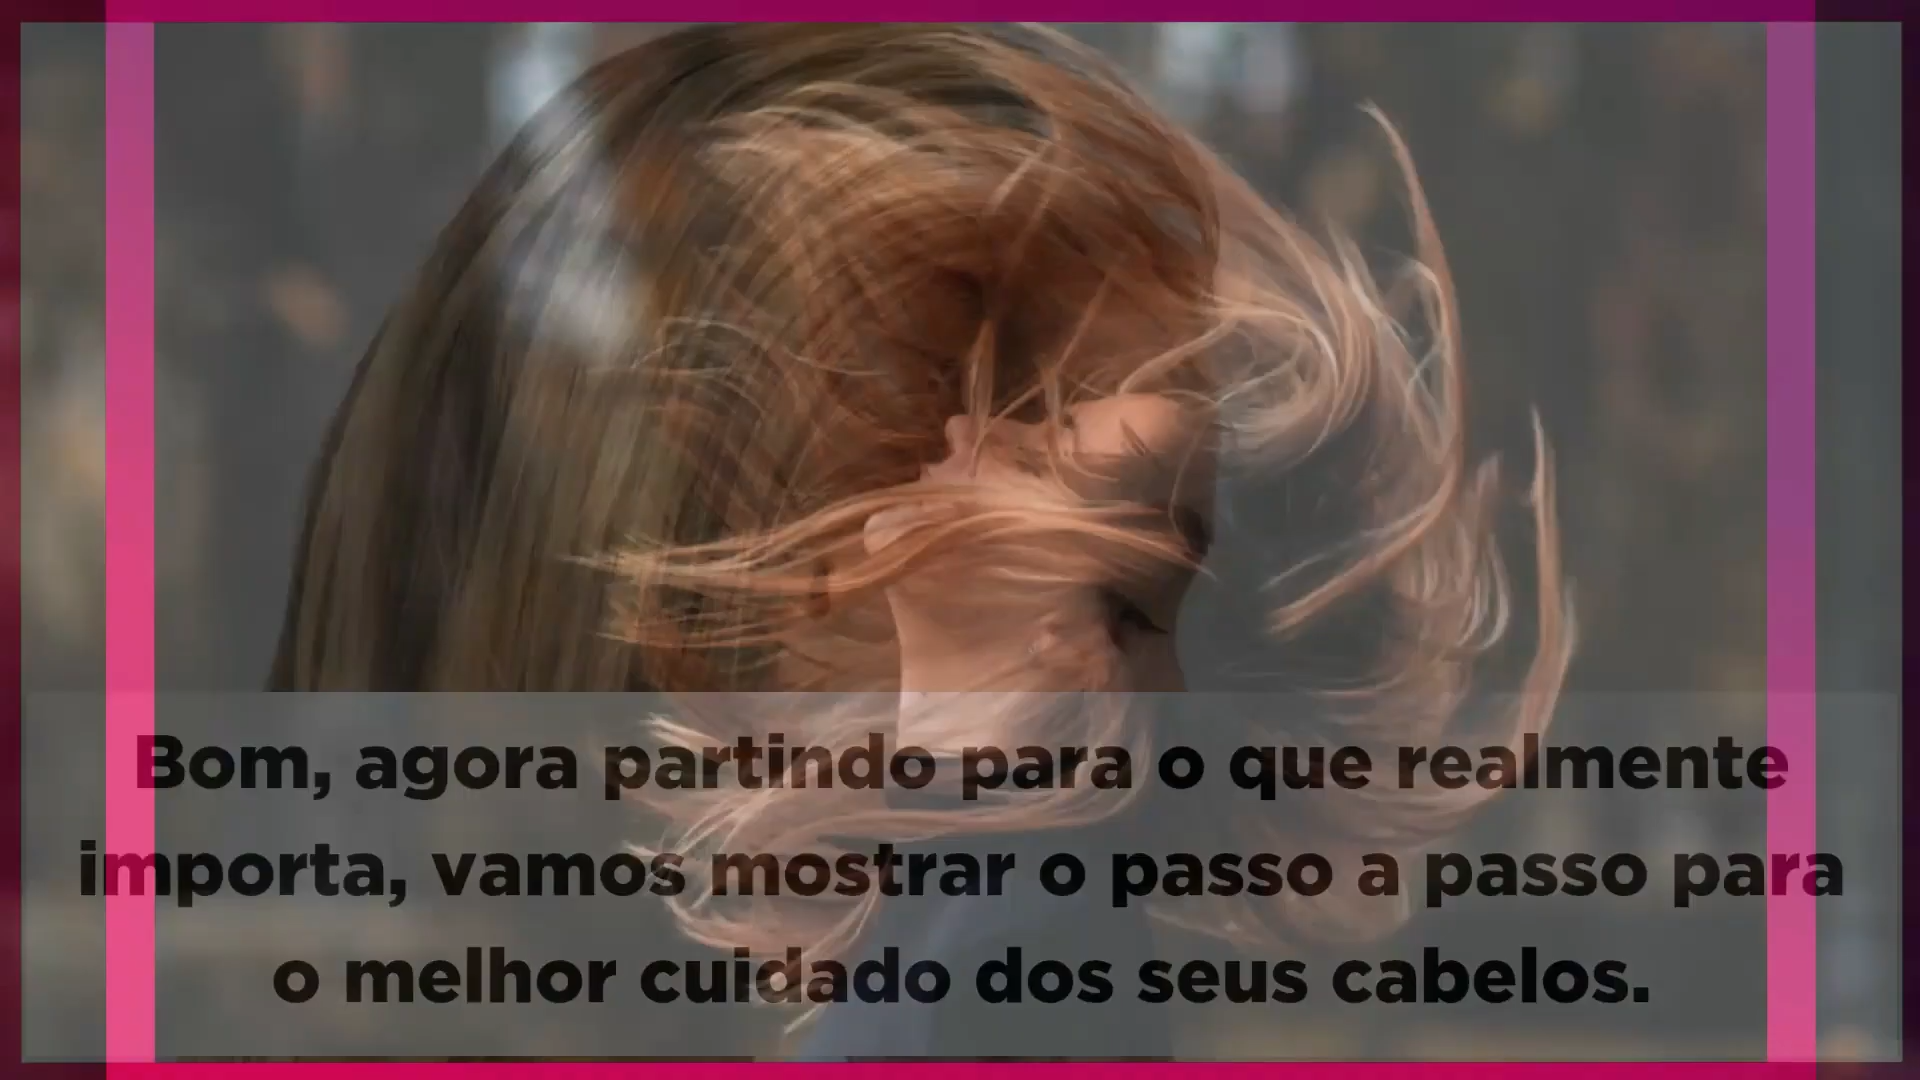 Bom, agora partindo para o que realmente
importa, vamos mostrar o passo a passo para
o melhor cuidado dos seus cabelos.